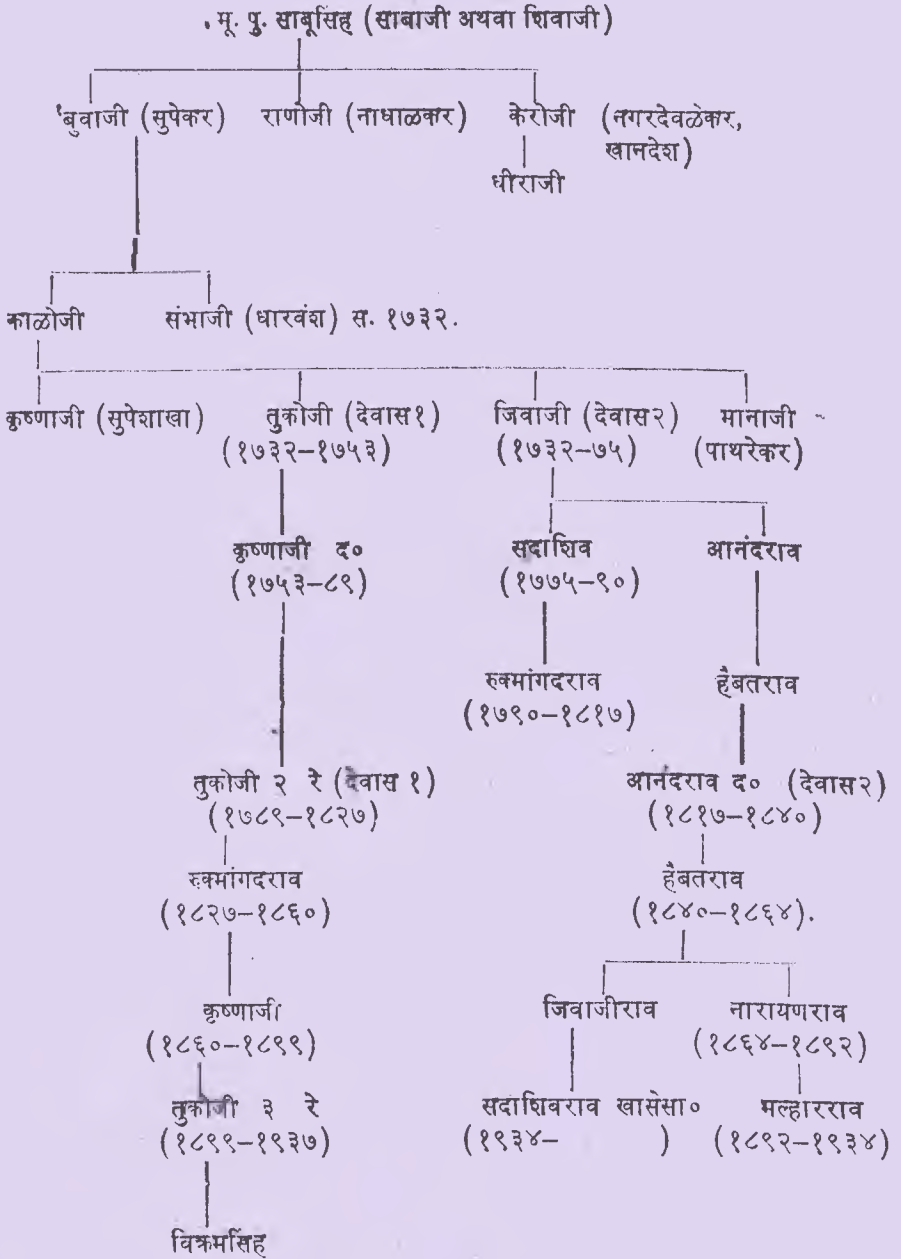 मू. पु. साबूसिंह (साबाजी अथवा शिवाजी)
बुवाजी (सुपेकर) राणोजी (नाधाळकर) केरोजी (नगरदेवळेकर,
खानदेश)
धीराजी
काळोजी संभाजी (धारवंश) स. १७३२.
कृष्णाजी (सुपेशाखा) तुकोजी (देवास१) जिवाजी (देवास२) मानाजी
(१७३२–१७५३) (१७३२–७५) (पाथरेकर)
कृष्णाजी द० सदाशिव आनंदराव
(१७५३–८९) (१७७५–९०)
रुक्मांगदराव हैबतराव
(१७९०–१८१७)
तुकोजी २ रे (देवास १) आनंदराव द० (देवास२)
(१७८९–१८२७) (१८१७–१८४०)
रुक्मांगदराव हैबतराव
(१८२७–१८६०) (१८४०–१८६४).
कृष्णाजी जिवाजीराव नारायणराव
(१८६०–१८९९) (१८६४–१८९२)
तुकोजी ३ रे सदाशिवराव खासेसा० मल्हारराव
(१८९९–१९३७) (१९३४– ) (१८९२–१९३४)
विक्रमसिंह